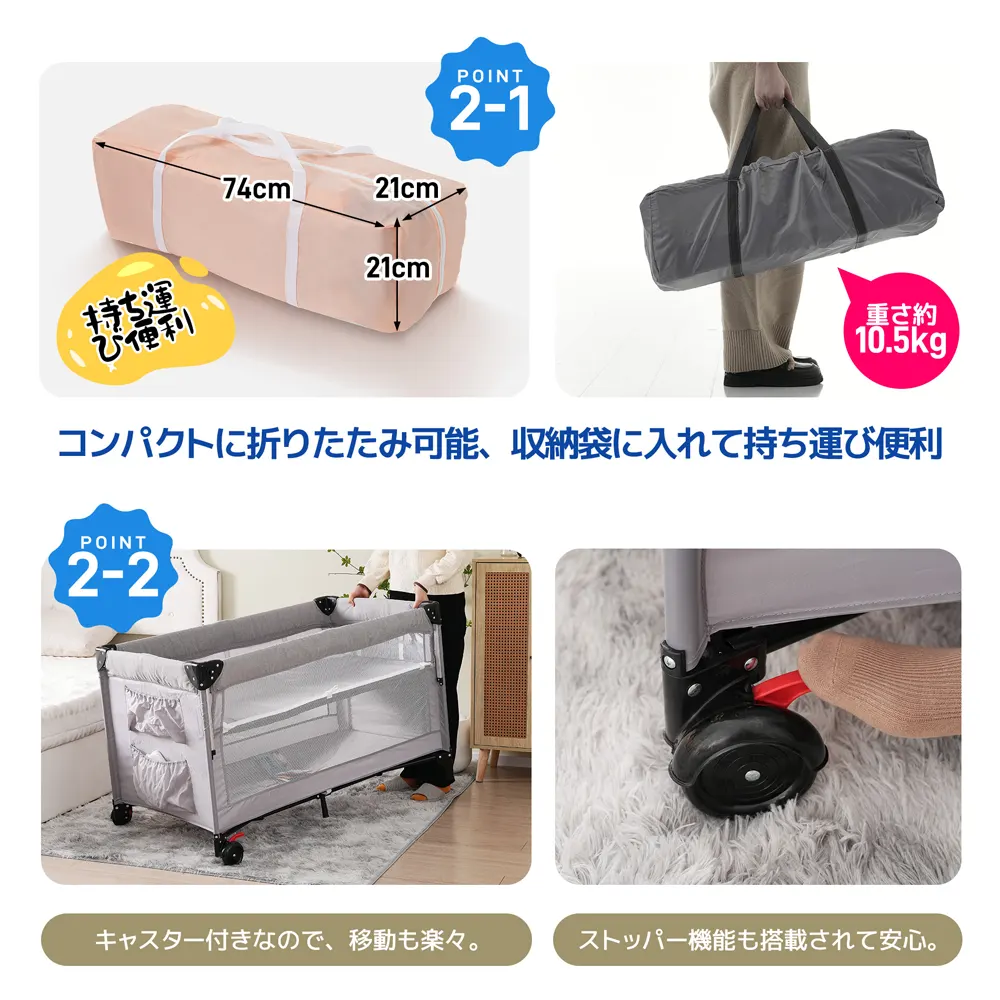 POINT
2-1
74cm
21cm
21cm
持ち運
び便利
重さ約
10.5kg
コンパクトに折りたたみ可能、収納袋に入れて持ち運び便利
POINT
2-2
キャスター付きなので、移動も楽々。
ストッパー機能も搭載されて安心。